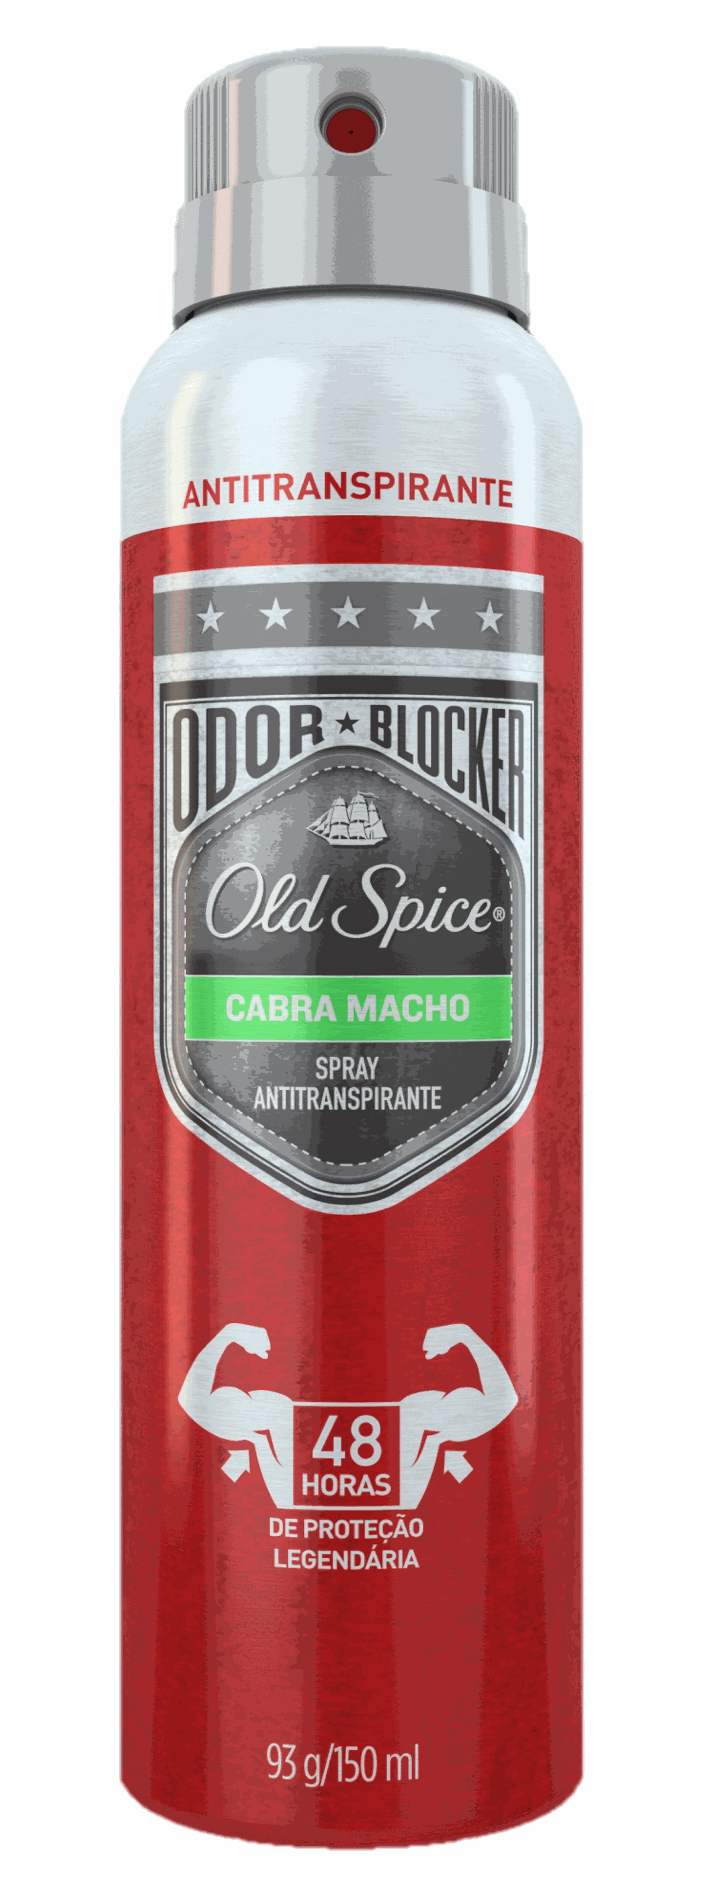 ANTITRANSPIRANTE
ODOR ★ BLOCKER
Old Spice®
CABRA MACHO
SPRAY
ANTITRANSPIRANTE
48
HORAS
DE PROTEÇÃO
LEGENDÁRIA
93 g/150 ml